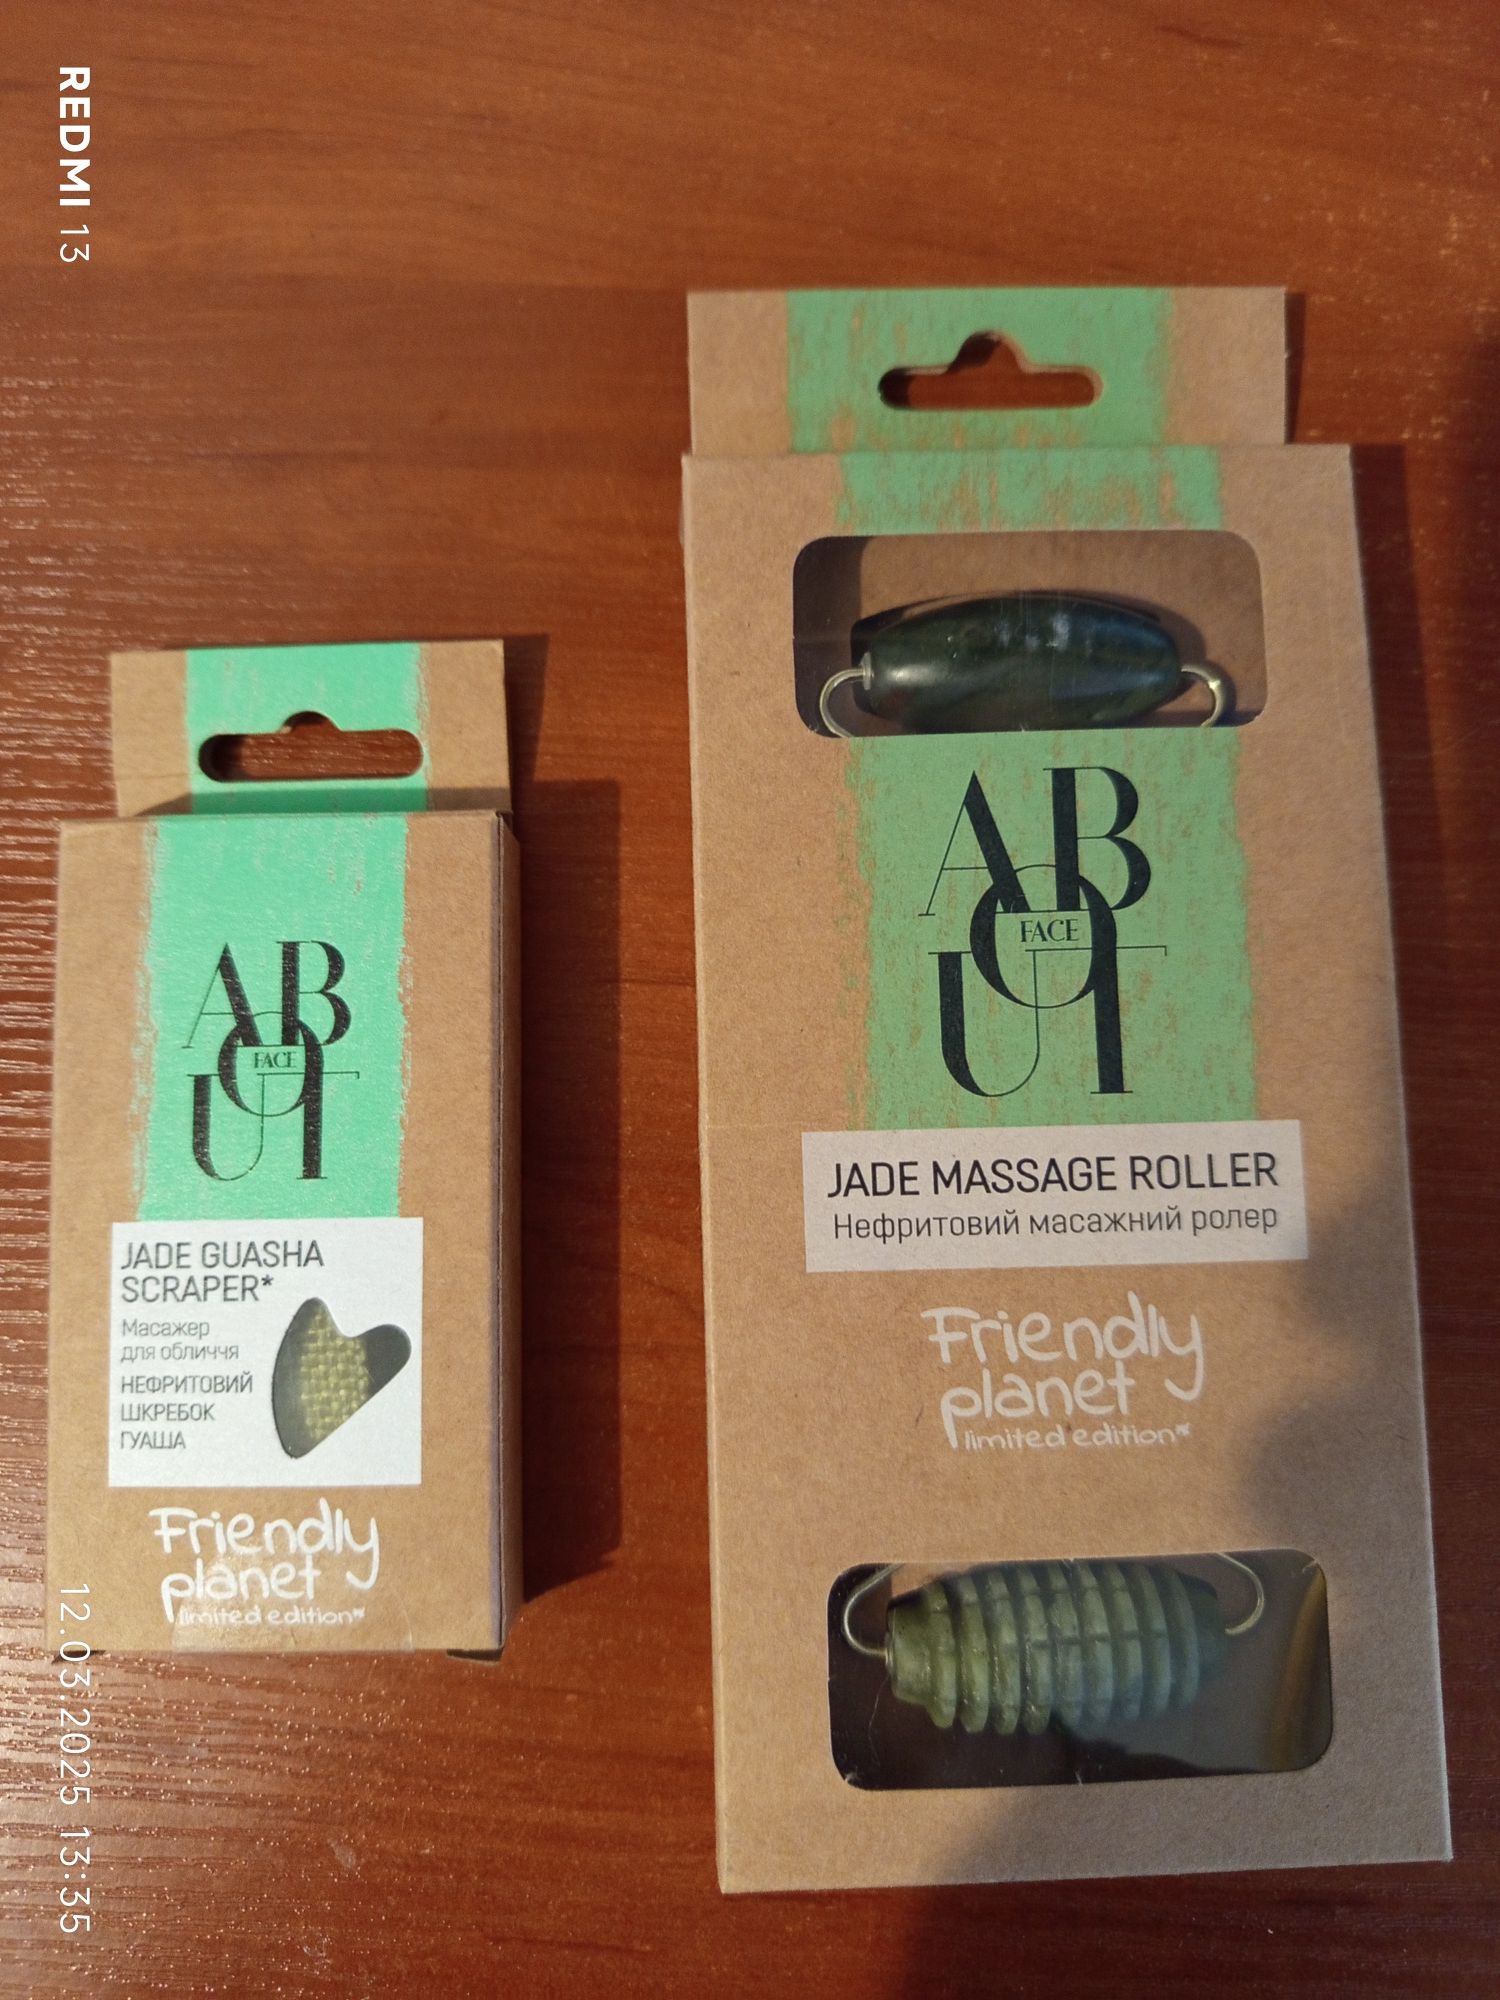 REDMI 13
ABOUT
FACE
JADE GUASHA
SCRAPER*
Масажер
для обличчя
НЕФРИТОВИЙ
ШКРЕБОК
ГУАША
Friendly
planet
limited edition*
ABOUT
FACE
JADE MASSAGE ROLLER
Нефритовий масажний ролер
Friendly
planet
limited edition*
12.03.2025 13:35